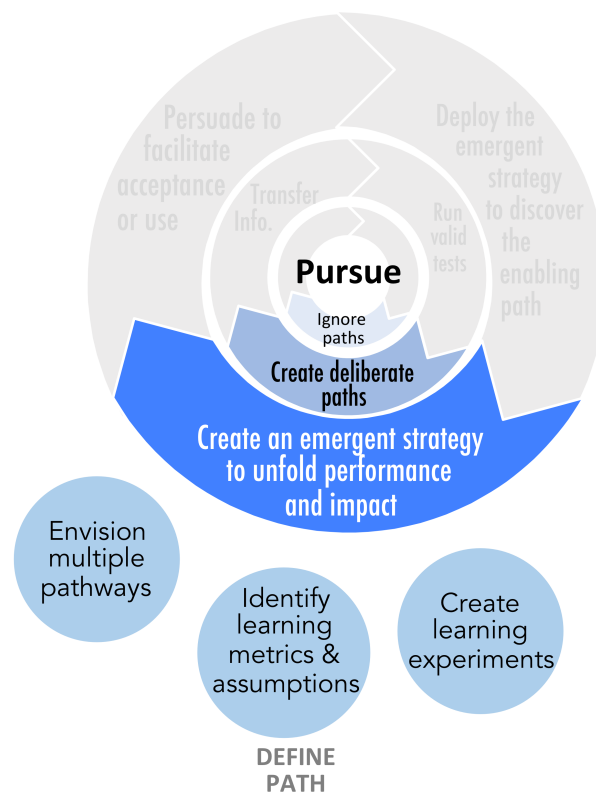 Persuade to
facilitate
acceptance
or use
Deploy the
emergent
strategy
to discover
the
enabling
path
Transfer
Info.
Run
valid
tests
Pursue
Ignore
paths
Create deliberate
paths
Create an emergent strategy
to unfold performance
and impact
Envision
multiple
pathways
Identify
learning
metrics &
assumptions
Create
learning
experiments
DEFINE
PATH